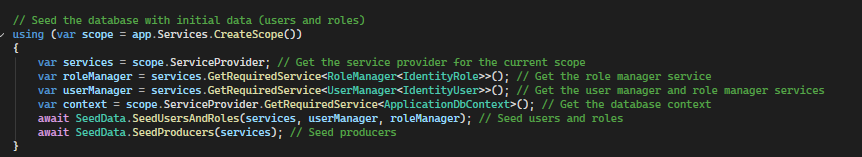 // Seed the database with initial data (users and roles)
using (var scope = app.Services.CreateScope())
{
    var services = scope.ServiceProvider; // Get the service provider for the current scope
    var roleManager = services.GetRequiredService<RoleManager<IdentityRole>>(); // Get the role manager service
    var userManager = services.GetRequiredService<UserManager<IdentityUser>>(); // Get the user manager and role manager services
    var context = scope.ServiceProvider.GetRequiredService<ApplicationDbContext>(); // Get the database context
    await SeedData.SeedUsersAndRoles(services, userManager, roleManager); // Seed users and roles
    await SeedData.SeedProducers(services); // Seed producers
}